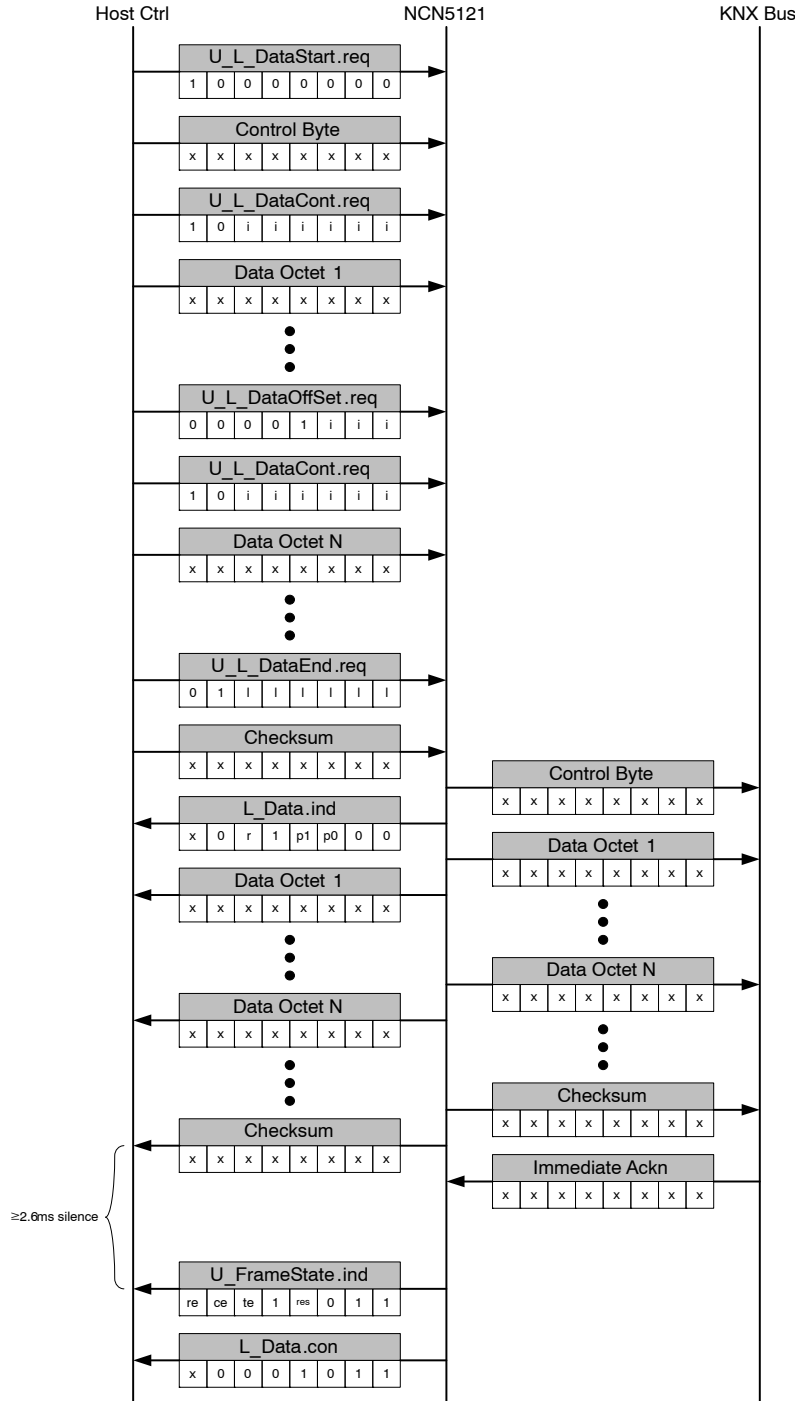 Host Ctrl NCN5121 KNX Bus
U_L_DataStart.req
1 0 0 0 0 0 0 0
Control Byte
x x x x x x x x
U_L_DataCont.req
1 0 i i i i i i
Data Octet 1
x x x x x x x x
U_L_DataOffSet.req
0 0 0 0 1 i i i
U_L_DataCont.req
1 0 i i i i i i
Data Octet N
x x x x x x x x
U_L_DataEnd.req
0 1 l l l l l l
Checksum
x x x x x x x x
Control Byte
x x x x x x x x
L_Data.ind
x 0 r 1 p1 p0 0 0
Data Octet 1
x x x x x x x x
Data Octet 1
x x x x x x x x
Data Octet N
x x x x x x x x
Data Octet N
x x x x x x x x
Checksum
x x x x x x x x
Checksum
x x x x x x x x
Immediate Ackn
x x x x x x x x
≥2.6ms silence
U_FrameState.ind
re ce te 1 res 0 1 1
L_Data.con
x 0 0 0 1 0 1 1